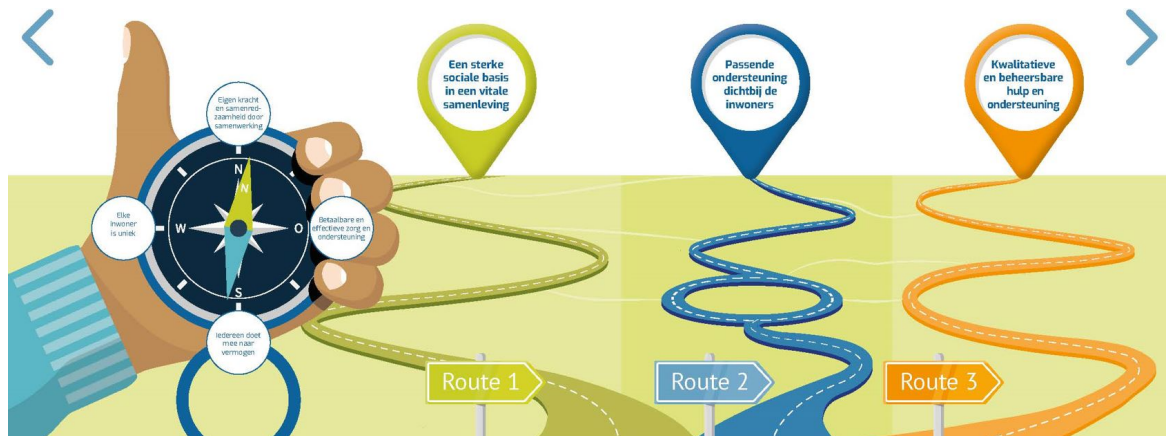 Eigen kracht
en samenred-
zaamheid door
samenwerking
Elke
inwoner
is uniek
Betaalbare en
effectieve zorg en
ondersteuning
Iedereen doet
mee naar
vermogen
N
N
W
O
S
Een sterke
sociale basis
in een vitale
samenleving
Passende
ondersteuning
dichtbij de
inwoners
Kwalitatieve
en beheersbare
hulp en
ondersteuning
Route 1
Route 2
Route 3